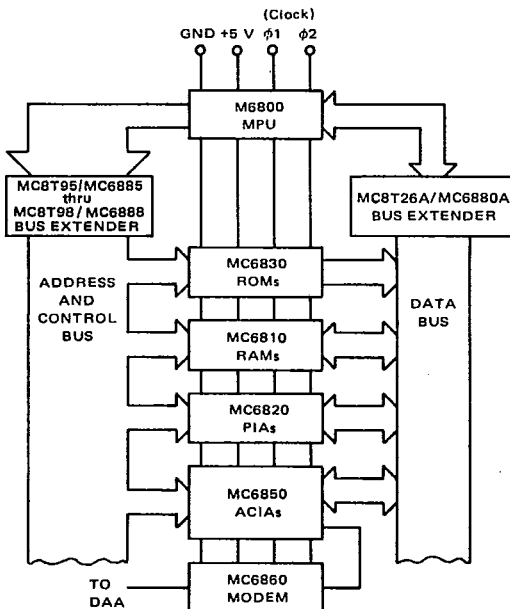 (Clock)
GND +5 V ϕ1 ϕ2
M6800
MPU
MC8T95/MC6885
thru
MC8T98/MC6888
BUS EXTENDER
MC8T26A/MC6880A
BUS EXTENDER
ADDRESS
AND
CONTROL
BUS
MC6830
ROMs
DATA
BUS
MC6810
RAMs
MC6820
PIAs
MC6850
ACIAs
TO
DAA
MC6860
MODEM